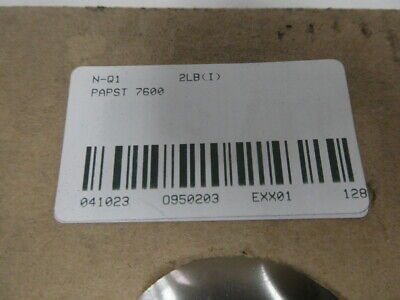 N-Q1 2LB(I)
PAPST 7600
041023 0950203 EXX01 128